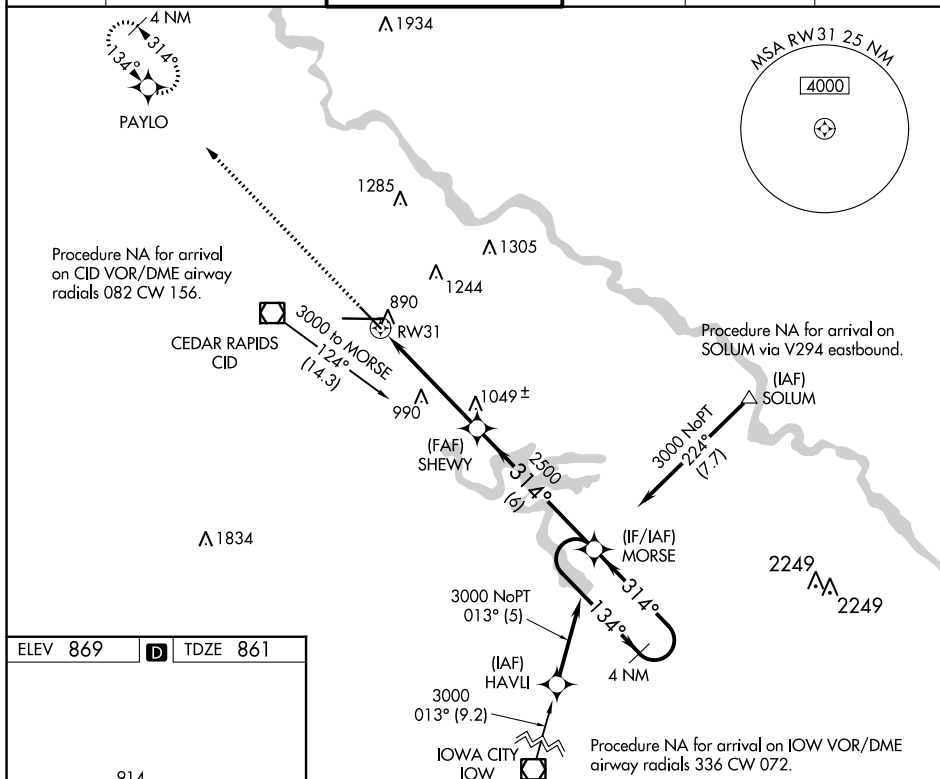 4 NM
314°
134°
PAYLO
1934
MSA RW31 25 NM
4000
1285
1305
1244
Procedure NA for arrival
on CID VOR/DME airway
radials 082 CW 156.
890
RW31
CEDAR RAPIDS
CID
3000 to MORSE
124°
(14.3)
Procedure NA for arrival on
SOLUM via V294 eastbound.
(IAF)
SOLUM
3000 NoPT
224°
(7.7)
990
1049 ±
(FAF)
SHEWY
2500
314°
(6)
1834
(IF/IAF)
MORSE
2249
2249
314°
134°
4 NM
3000 NoPT
013° (5)
(IAF)
HAVLI
3000
013° (9.2)
IOWA CITY
IOW
Procedure NA for arrival on IOW VOR/DME
airway radials 336 CW 072.
ELEV 869 D TDZE 861
914